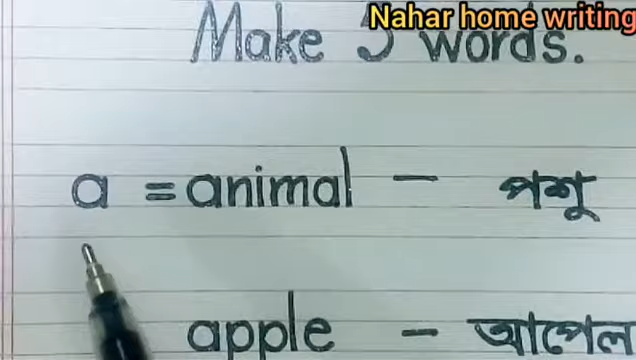 Nahar home writing
Make 5 words.
a = animal — পশু
apple – আপেল